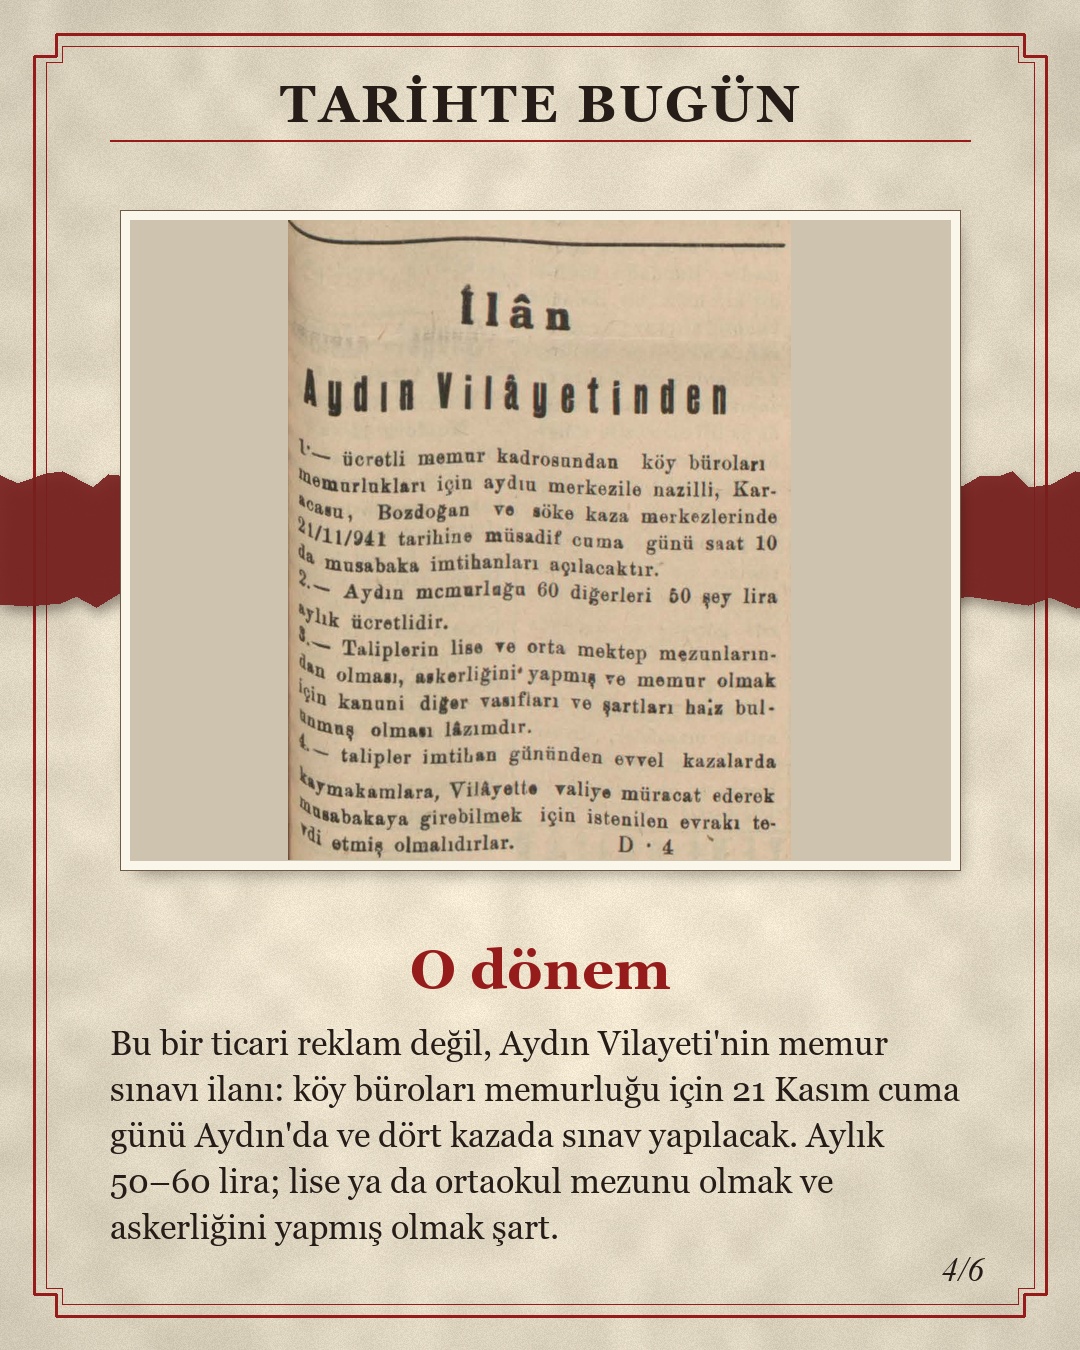 TARİHTE BUGÜN
İlân
Aydın Vilâyetinden
1.— ücretli memur kadrosundan köy büroları
memurlukları için aydın merkezile nazilli, Kar-
acasu, Bozdoğan ve söke kaza merkezlerinde
21/11/941 tarihine müsadif cuma günü saat 10
da musabaka imtihanları açılacaktır.
2.— Aydın memurluğu 60 diğerleri 50 şey lira
aylık ücretlidir.
3.— Taliplerin lise ve orta mektep mezunların-
dan olması, askerliğini yapmış ve memur olmak
için kanuni diğer vasıfları ve şartları haiz bul-
unmuş olması lâzımdır.
4.— talipler imtihan gününden evvel kazalarda
kaymakamlara, Vilâyette valiye müracat ederek
musabakaya girebilmek için istenilen evrakı te-
vdi etmiş olmalıdırlar. D · 4
O dönem
Bu bir ticari reklam değil, Aydın Vilayeti'nin memur
sınavı ilanı: köy büroları memurluğu için 21 Kasım cuma
günü Aydın'da ve dört kazada sınav yapılacak. Aylık
50–60 lira; lise ya da ortaokul mezunu olmak ve
askerliğini yapmış olmak şart.
4/6